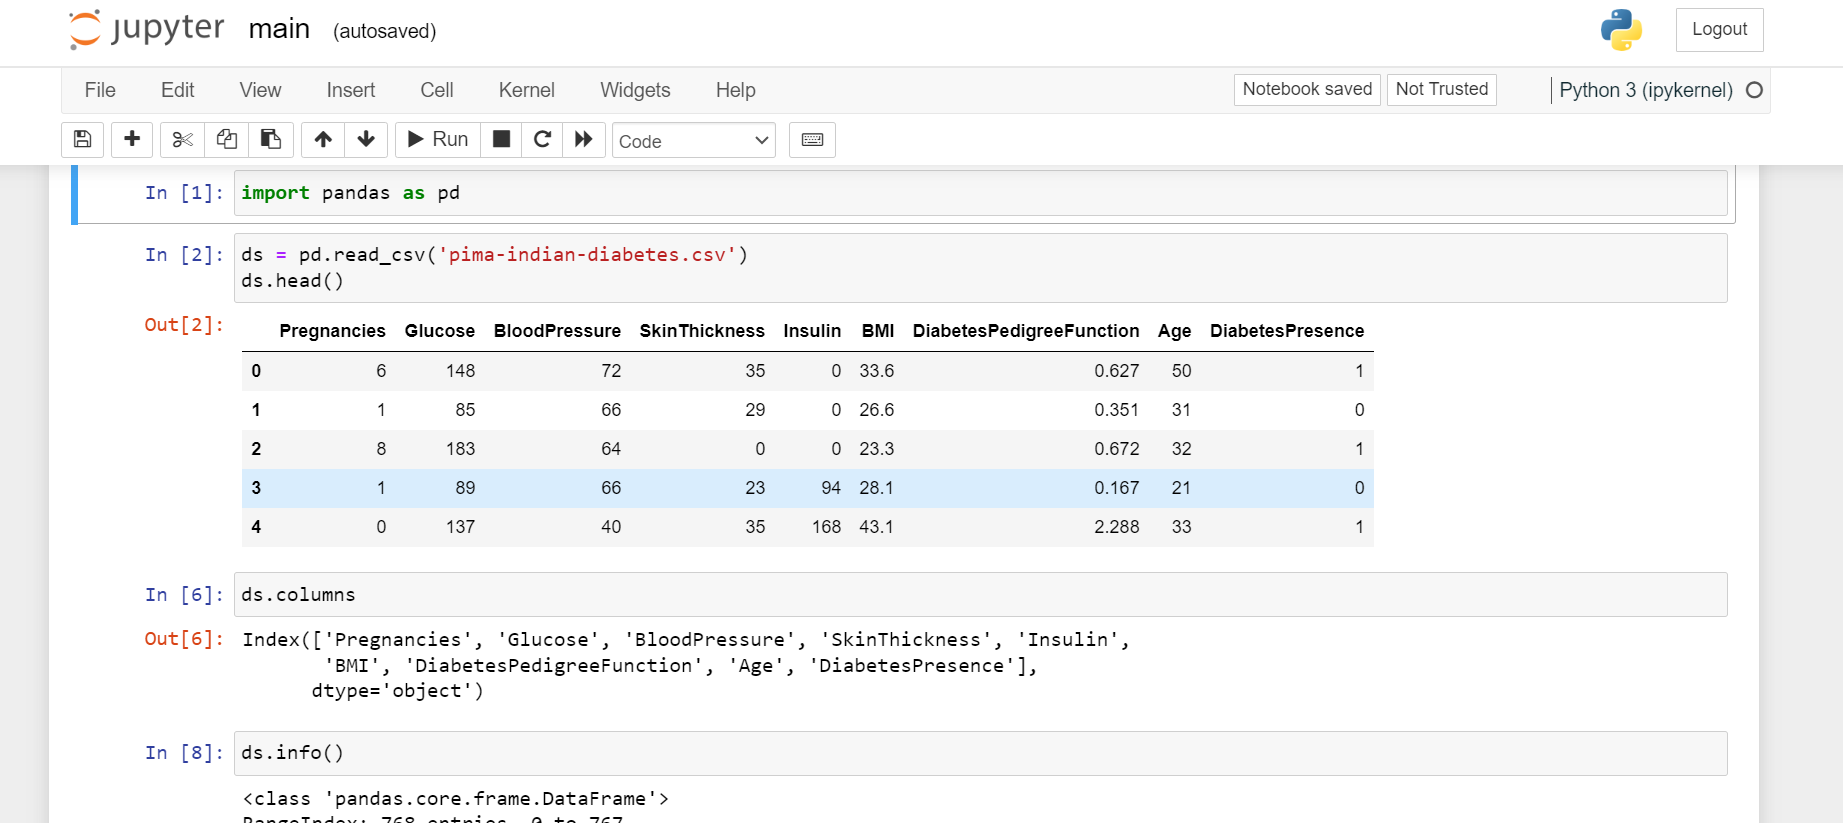 jupyter main (autosaved) Logout
File Edit View Insert Cell Kernel Widgets Help Notebook saved Not Trusted Python 3 (ipykernel)
Run Code
In [1]: import pandas as pd
In [2]: ds = pd.read_csv('pima-indian-diabetes.csv')
ds.head()
Out[2]:
Pregnancies Glucose BloodPressure SkinThickness Insulin BMI DiabetesPedigreeFunction Age DiabetesPresence
0 6 148 72 35 0 33.6 0.627 50 1
1 1 85 66 29 0 26.6 0.351 31 0
2 8 183 64 0 0 23.3 0.672 32 1
3 1 89 66 23 94 28.1 0.167 21 0
4 0 137 40 35 168 43.1 2.288 33 1
In [6]: ds.columns
Out[6]: Index(['Pregnancies', 'Glucose', 'BloodPressure', 'SkinThickness', 'Insulin',
'BMI', 'DiabetesPedigreeFunction', 'Age', 'DiabetesPresence'],
dtype='object')
In [8]: ds.info()
<class 'pandas.core.frame.DataFrame'>
RangeIndex: 768 entries, 0 to 767